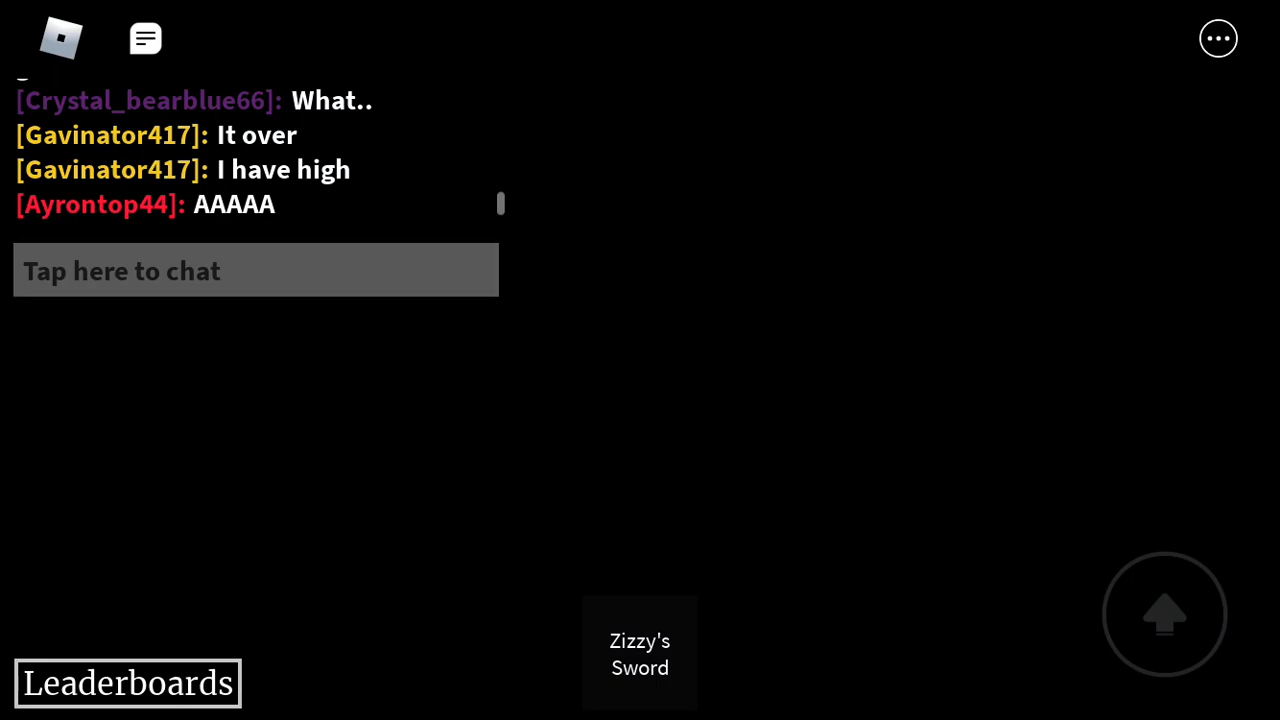 [Crystal_bearblue66]: What..
[Gavinator417]: It over
[Gavinator417]: I have high
[Ayrontop44]: AAAAA
Tap here to chat
Zizzy's
Sword
Leaderboards